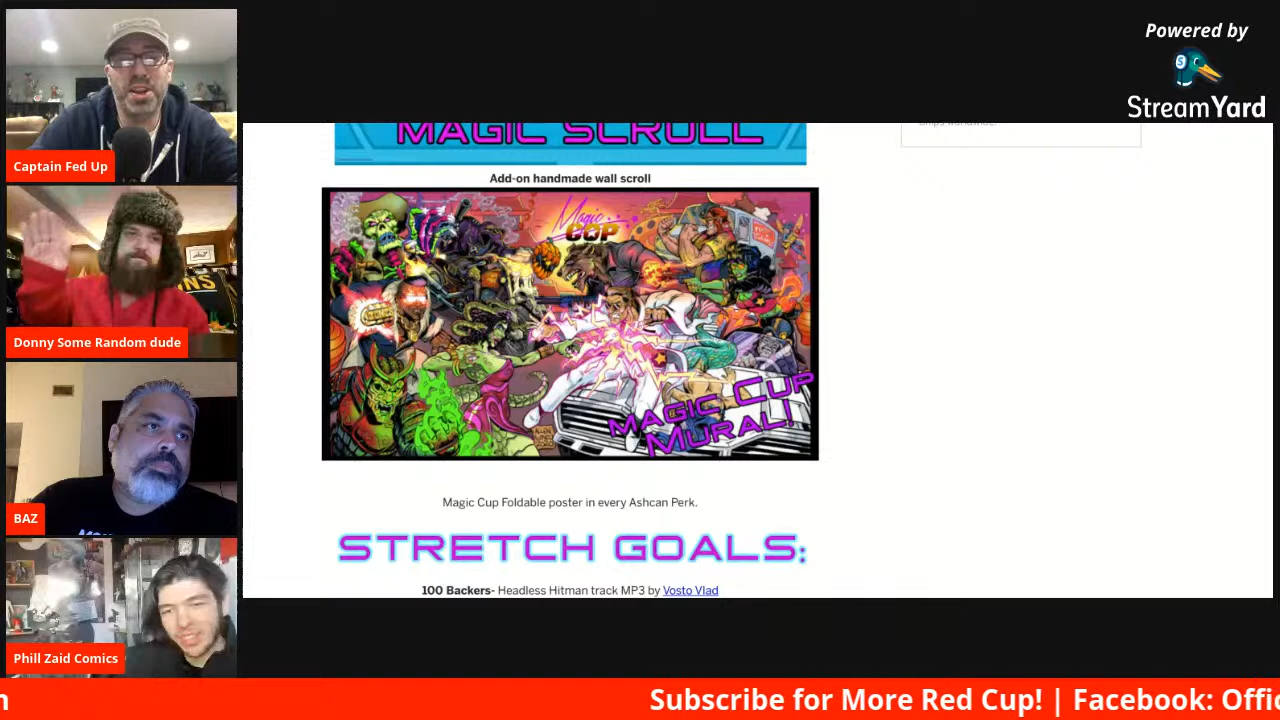 Powered by
StreamYard
Captain Fed Up
Donny Some Random dude
BAZ
Phill Zaid Comics
MAGIC SCROLL
Add-on handmade wall scroll
Magic
COP
MAGIC CUP
MURAL!
Magic Cup Foldable poster in every Ashcan Perk.
STRETCH GOALS:
100 Backers- Headless Hitman track MP3 by Vosto Vlad
Subscribe for More Red Cup! | Facebook: Offic